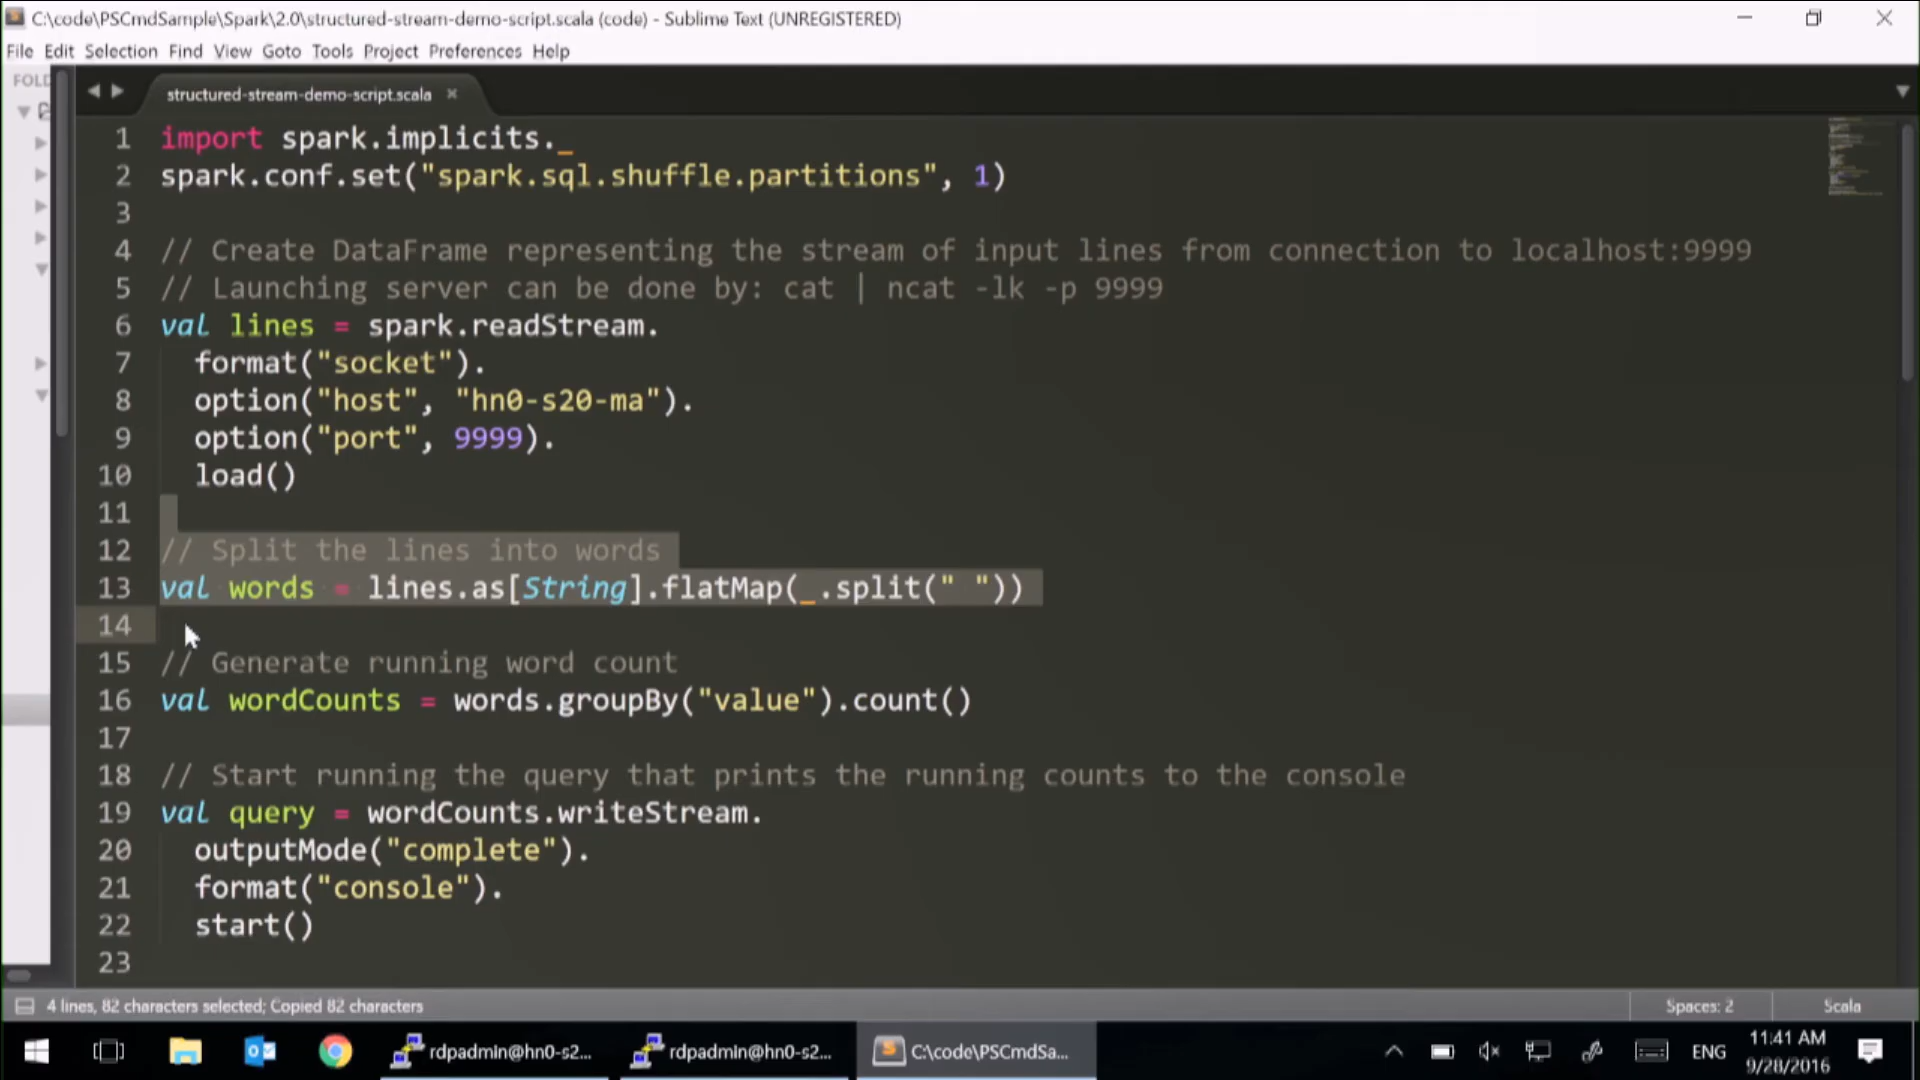 C:\code\PSCmdSample\Spark\2.0\structured-stream-demo-script.scala (code) - Sublime Text (UNREGISTERED)
File Edit Selection Find View Goto Tools Project Preferences Help
FOLD
structured-stream-demo-script.scala
1 import spark.implicits._
2 spark.conf.set("spark.sql.shuffle.partitions", 1)
3
4 // Create DataFrame representing the stream of input lines from connection to localhost:9999
5 // Launching server can be done by: cat | ncat -lk -p 9999
6 val lines = spark.readStream.
7 format("socket").
8 option("host", "hn0-s20-ma").
9 option("port", 9999).
10 load()
11
12 // Split the lines into words
13 val words = lines.as[String].flatMap(_.split(" "))
14
15 // Generate running word count
16 val wordCounts = words.groupBy("value").count()
17
18 // Start running the query that prints the running counts to the console
19 val query = wordCounts.writeStream.
20 outputMode("complete").
21 format("console").
22 start()
23
4 lines, 82 characters selected; Copied 82 characters
Spaces: 2
Scala
rdpadmin@hn0-s2...
rdpadmin@hn0-s2...
C:\code\PSCmdSa...
ENG
11:41 AM
9/28/2016